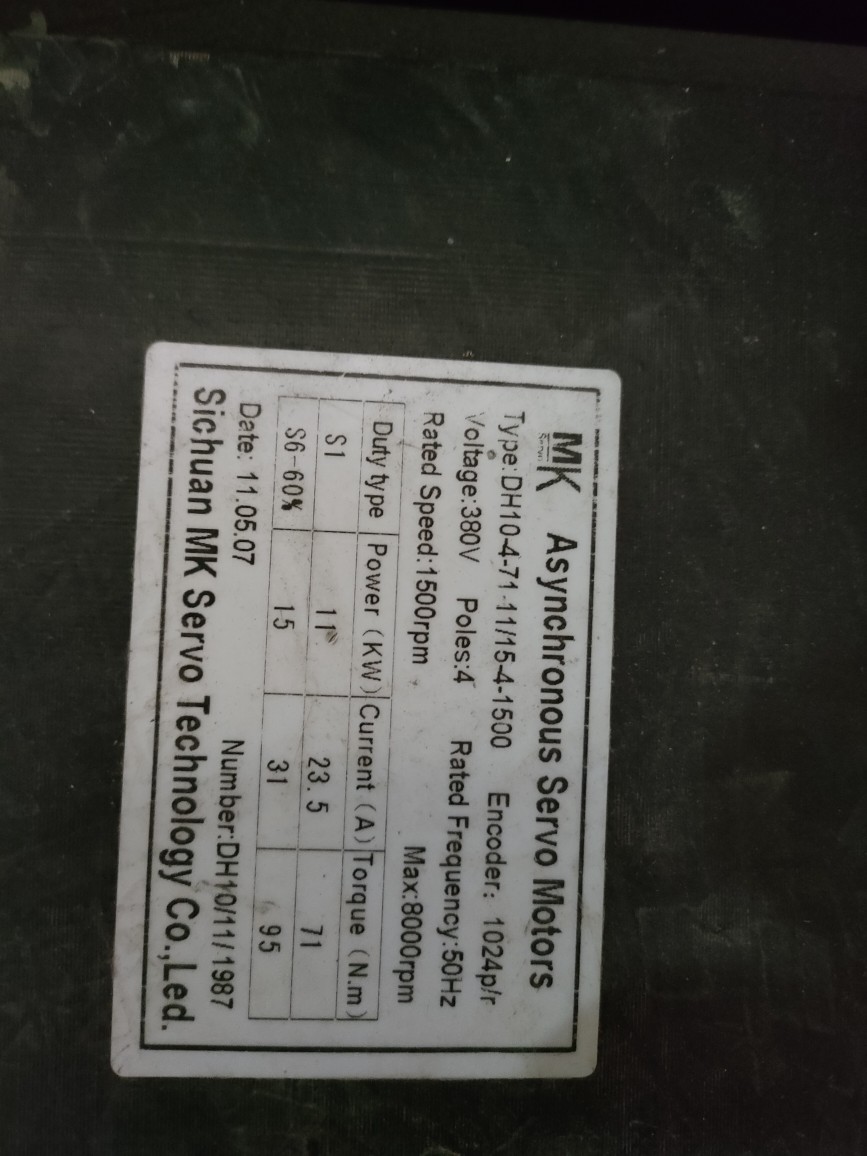 MK Asynchronous Servo Motors
Type:DH10-4-71-11/15-4-1500 Encoder: 1024p/r
Voltage:380V Poles:4 Rated Frequency:50Hz
Rated Speed:1500rpm Max:8000rpm
Duty type Power (KW) Current (A) Torque (N.m)
S1 11 23.5 71
S6-60% 15 31 95
Date: 11.05.07 Number:DH10/11/1987
Sichuan MK Servo Technology Co.,Led.